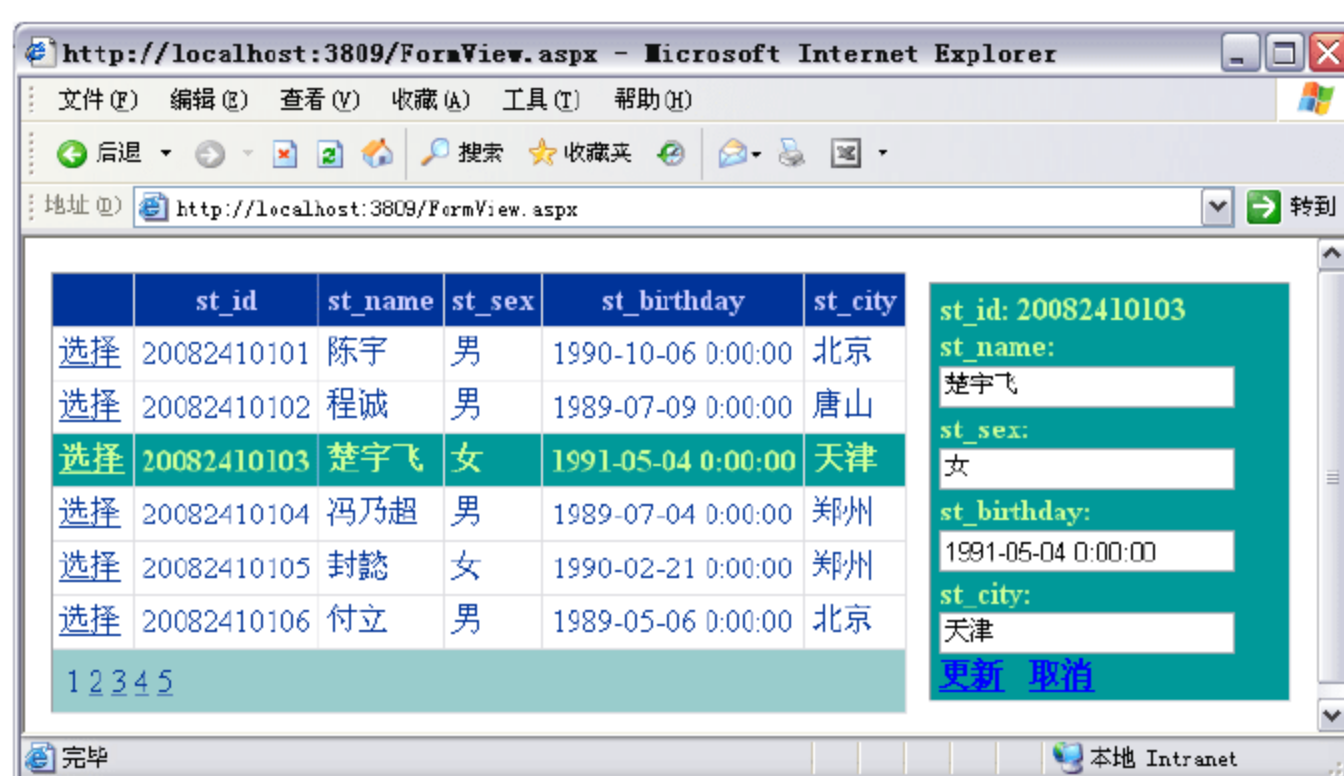 http://localhost:3809/FormView.aspx - Microsoft Internet Explorer
文件(F) 编辑(E) 查看(V) 收藏(A) 工具(T) 帮助(H)
后退 搜索 收藏夹
地址(D) http://localhost:3809/FormView.aspx 转到
st_id st_name st_sex st_birthday st_city
选择 20082410101 陈宇 男 1990-10-06 0:00:00 北京
选择 20082410102 程诚 男 1989-07-09 0:00:00 唐山
选择 20082410103 楚宇飞 女 1991-05-04 0:00:00 天津
选择 20082410104 冯乃超 男 1989-07-04 0:00:00 郑州
选择 20082410105 封懿 女 1990-02-21 0:00:00 郑州
选择 20082410106 付立 男 1989-05-06 0:00:00 北京
1 2 3 4 5
st_id: 20082410103
st_name:
楚宇飞
st_sex:
女
st_birthday:
1991-05-04 0:00:00
st_city:
天津
更新 取消
完毕 本地 Intranet